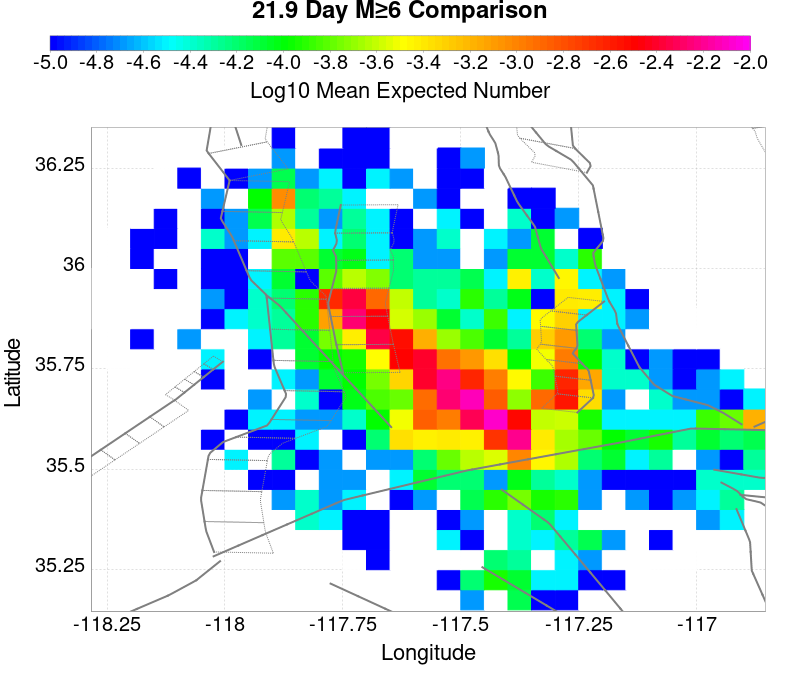 21.9 Day M≥6 Comparison
-5.0 -4.8 -4.6 -4.4 -4.2 -4.0 -3.8 -3.6 -3.4 -3.2 -3.0 -2.8 -2.6 -2.4 -2.2 -2.0
Log10 Mean Expected Number
36.25
36
35.75
35.5
35.25
Latitude
-118.25 -118 -117.75 -117.5 -117.25 -117
Longitude